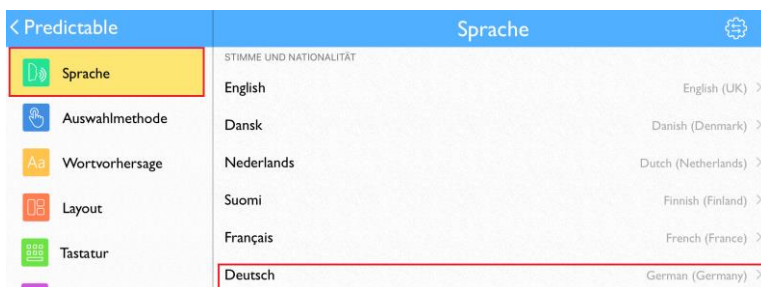 < Predictable
Sprache
Sprache
Auswahlmethode
Aa Wortvorhersage
Layout
Tastatur
STIMME UND NATIONALITÄT
English English (UK) >
Dansk Danish (Denmark) >
Nederlands Dutch (Netherlands) >
Suomi Finnish (Finland) >
Français French (France) >
Deutsch German (Germany) >